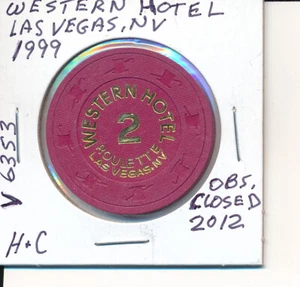 WESTERN HOTEL
LAS VEGAS, NV
1999
WESTERN HOTEL
2
ROULETTE
LAS VEGAS, NV
V 6353
OBS,
CLOSED
2012
H+C